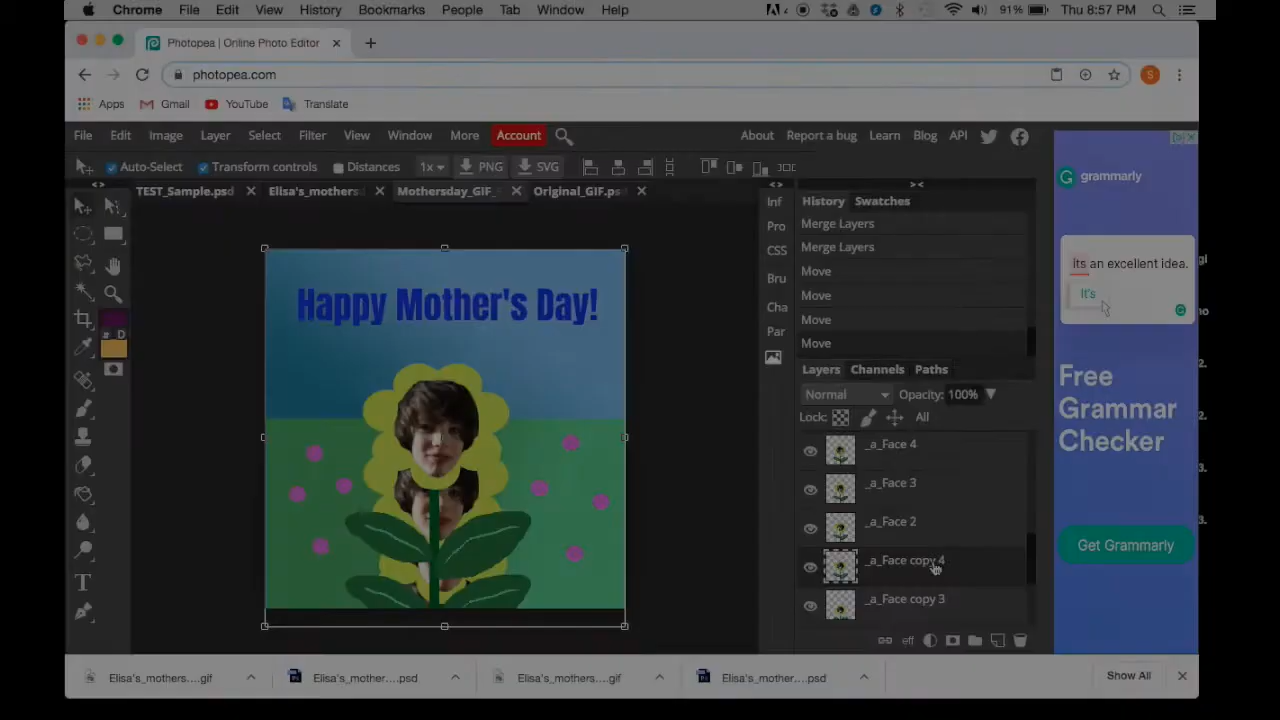 Chrome File Edit View History Bookmarks People Tab Window Help 91% Thu 8:57 PM
Photopea | Online Photo Editor
photopea.com S
Apps Gmail YouTube Translate
File Edit Image Layer Select Filter View Window More Account About Report a bug Learn Blog API
Auto-Select Transform controls Distances 1x PNG SVG
TEST_Sample.psd Elisa's_mothers Mothersday_GIF_ Original_GIF.ps
Inf
Pro
CSS
Bru
Cha
Par
History Swatches
Merge Layers
Merge Layers
Move
Move
Move
Move
Layers Channels Paths
Normal Opacity: 100%
Lock: All
_a_Face 4
_a_Face 3
_a_Face 2
_a_Face copy 4
_a_Face copy 3
eff
D
Happy Mother's Day!
grammarly
its an excellent idea.
It's
Free
Grammar
Checker
Get Grammarly
Elisa's_mothers....gif Elisa's_mother....psd Elisa's_mothers....gif Elisa's_mother....psd Show All